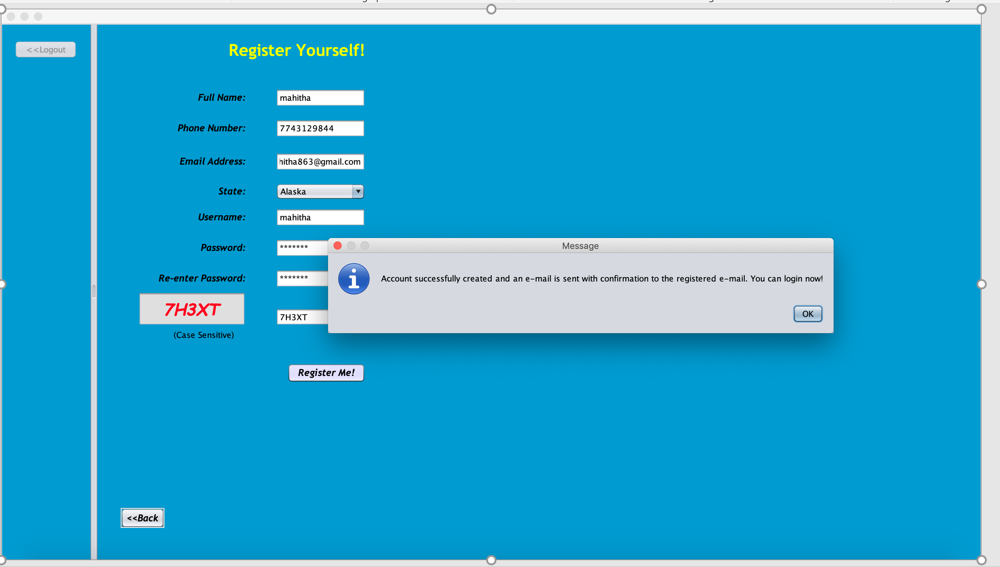 <<Logout
Register Yourself!
Full Name: mahitha
Phone Number: 7743129844
Email Address: hitha863@gmail.com
State: Alaska
Username: mahitha
Password: *******
Re-enter Password: *******
7H3XT 7H3XT
(Case Sensitive)
Register Me!
<<Back
Message
Account successfully created and an e-mail is sent with confirmation to the registered e-mail. You can login now!
OK